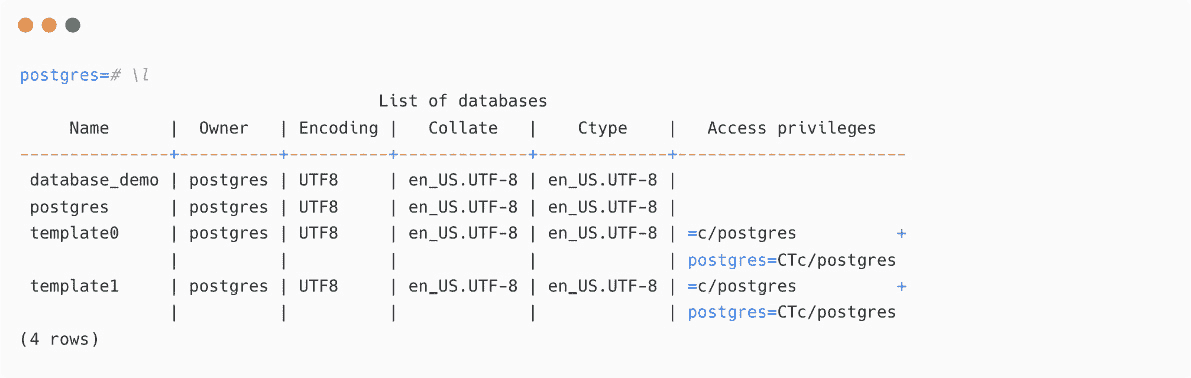 postgres=# \l
                                    List of databases
     Name      |  Owner   | Encoding |   Collate   |    Ctype    |   Access privileges
---------------+----------+----------+-------------+-------------+-----------------------
 database_demo | postgres | UTF8     | en_US.UTF-8 | en_US.UTF-8 |
 postgres      | postgres | UTF8     | en_US.UTF-8 | en_US.UTF-8 |
 template0     | postgres | UTF8     | en_US.UTF-8 | en_US.UTF-8 | =c/postgres          +
               |          |          |             |             | postgres=CTc/postgres
 template1     | postgres | UTF8     | en_US.UTF-8 | en_US.UTF-8 | =c/postgres          +
               |          |          |             |             | postgres=CTc/postgres
(4 rows)